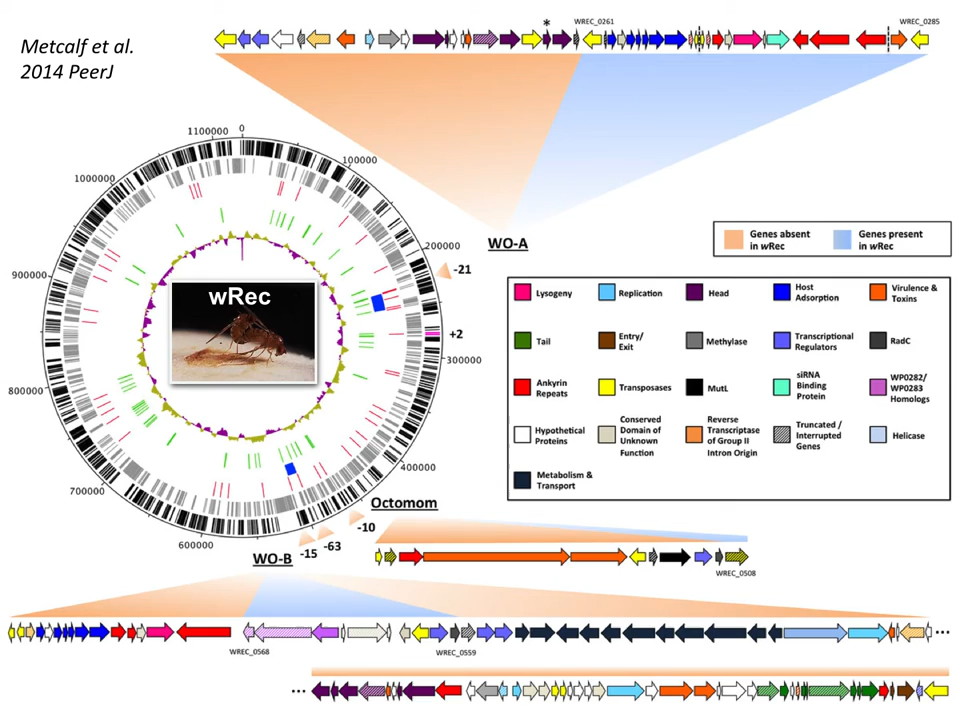 Metcalf et al.
2014 PeerJ
*
WREC_0261
WREC_0285
0
100000
200000
300000
400000
600000
700000
800000
900000
1000000
1100000
wRec
WO-A
-21
+2
Octomom
-10
-63
-15
WO-B
Genes absent
in wRec
Genes present
in wRec
Lysogeny
Replication
Head
Host
Adsorption
Virulence &
Toxins
Tail
Entry/
Exit
Methylase
Transcriptional
Regulators
RadC
Ankyrin
Repeats
Transposases
MutL
siRNA
Binding
Protein
WP0282/
WP0283
Homologs
Hypothetical
Proteins
Conserved
Domain of
Unknown
Function
Reverse
Transcriptase
of Group II
Intron Origin
Truncated /
Interrupted
Genes
Helicase
Metabolism &
Transport
WREC_0508
WREC_0568
WREC_0559
...
...